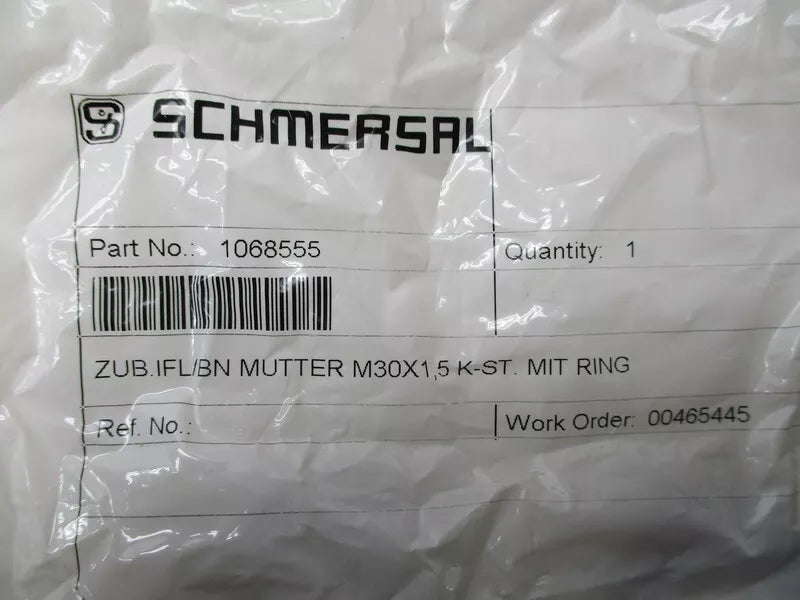 S SCHMERSAL
Part No.: 1068555
Quantity: 1
ZUB.IFL/BN MUTTER M30X1,5 K-ST. MIT RING
Ref. No.:
Work Order: 00465445